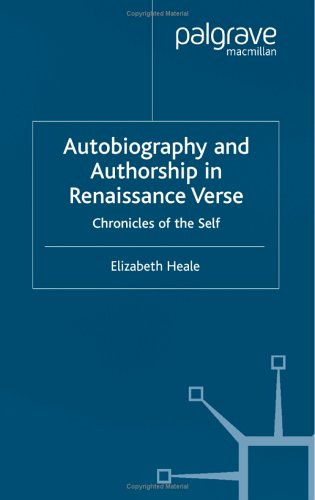 palgrave
macmillan
Autobiography and
Authorship in
Renaissance Verse
Chronicles of the Self
Elizabeth Heale
Copyrighted Material
Copyrighted Material